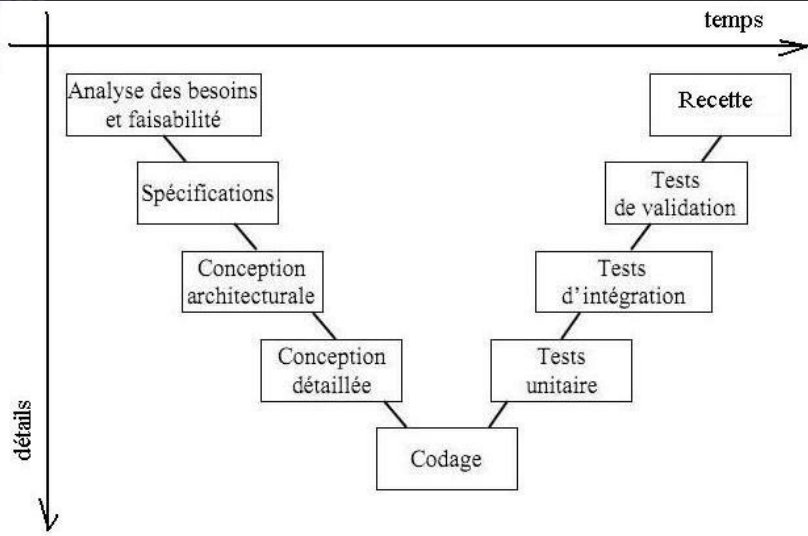 temps
Analyse des besoins
et faisabilité
Recette
Spécifications
Tests
de validation
Conception
architecturale
Tests
d'intégration
Conception
détaillée
Tests
unitaire
Codage
détails